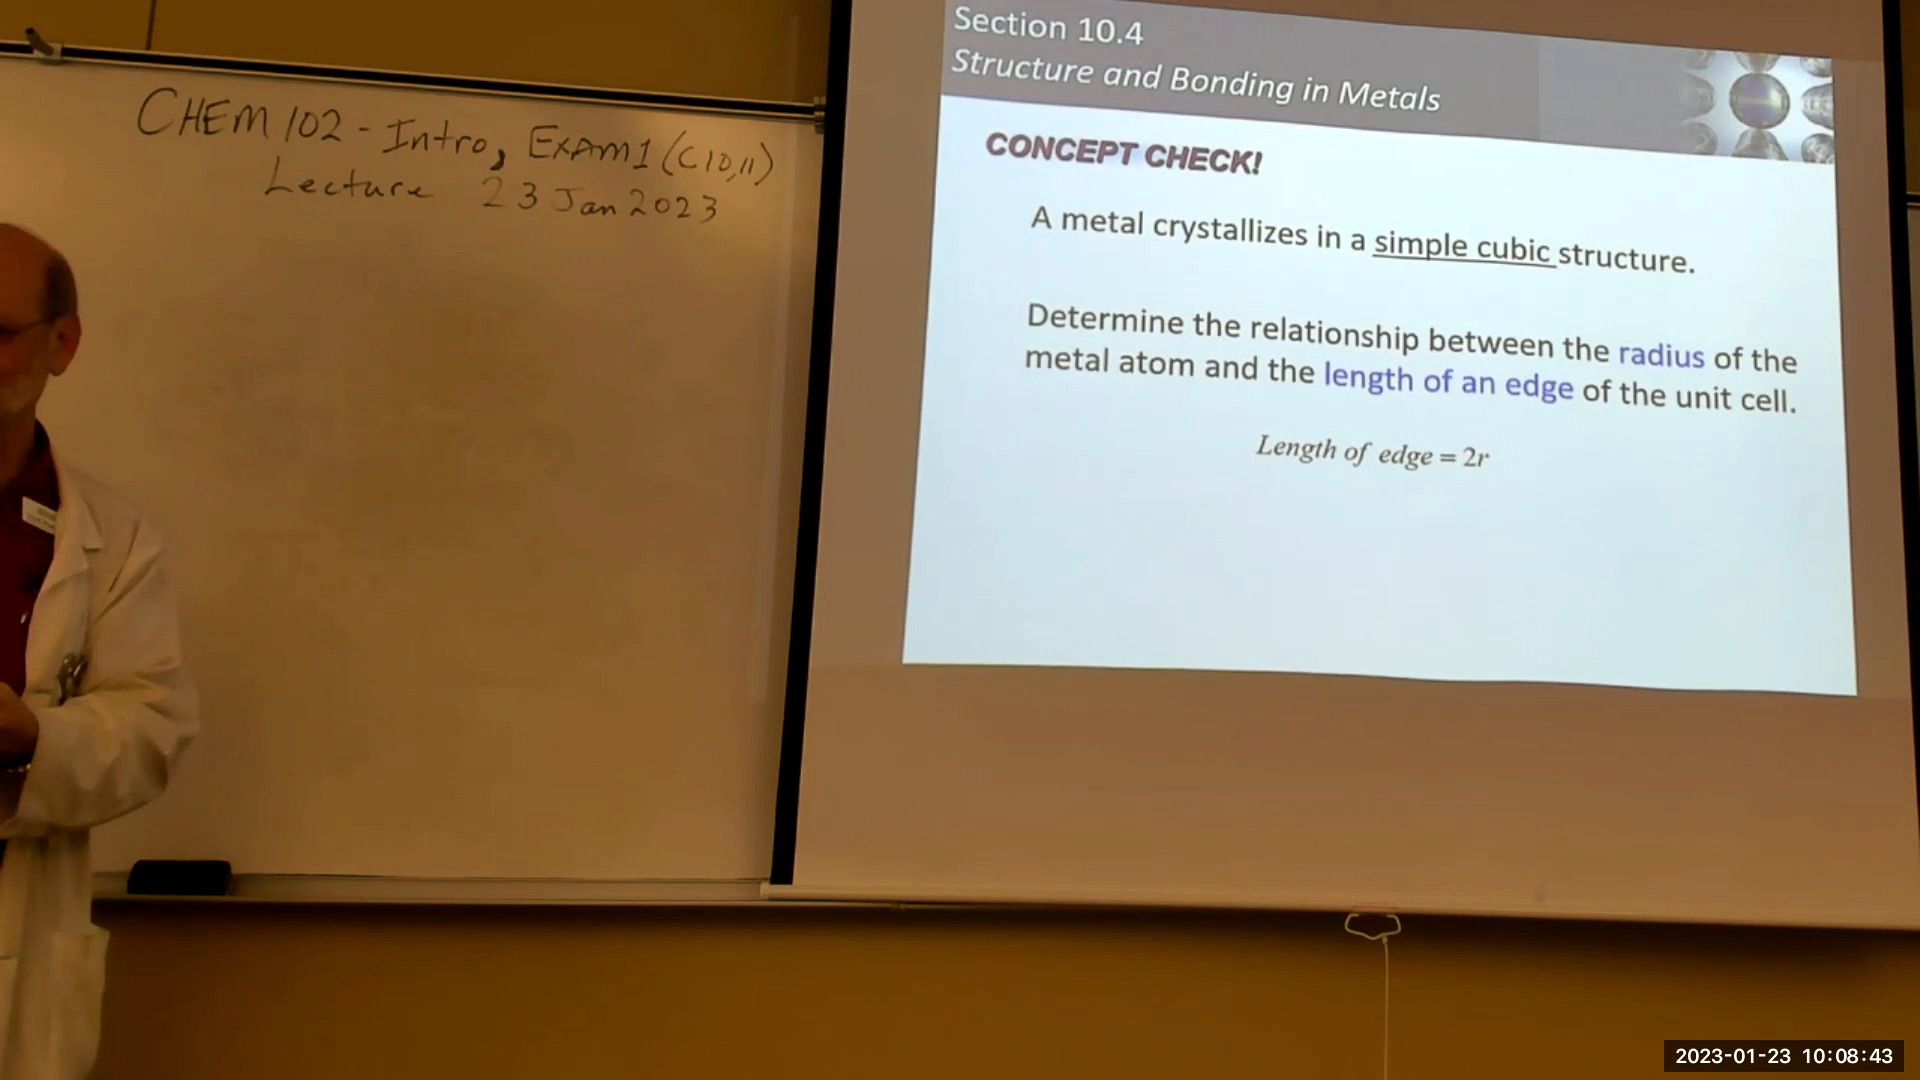 CHEM 102 - Intro, EXAM 1 (C10,11)
Lecture 23 Jan 2023
Section 10.4
Structure and Bonding in Metals
CONCEPT CHECK!
A metal crystallizes in a simple cubic structure.
Determine the relationship between the radius of the
metal atom and the length of an edge of the unit cell.
Length of edge = 2r
2023-01-23 10:08:43